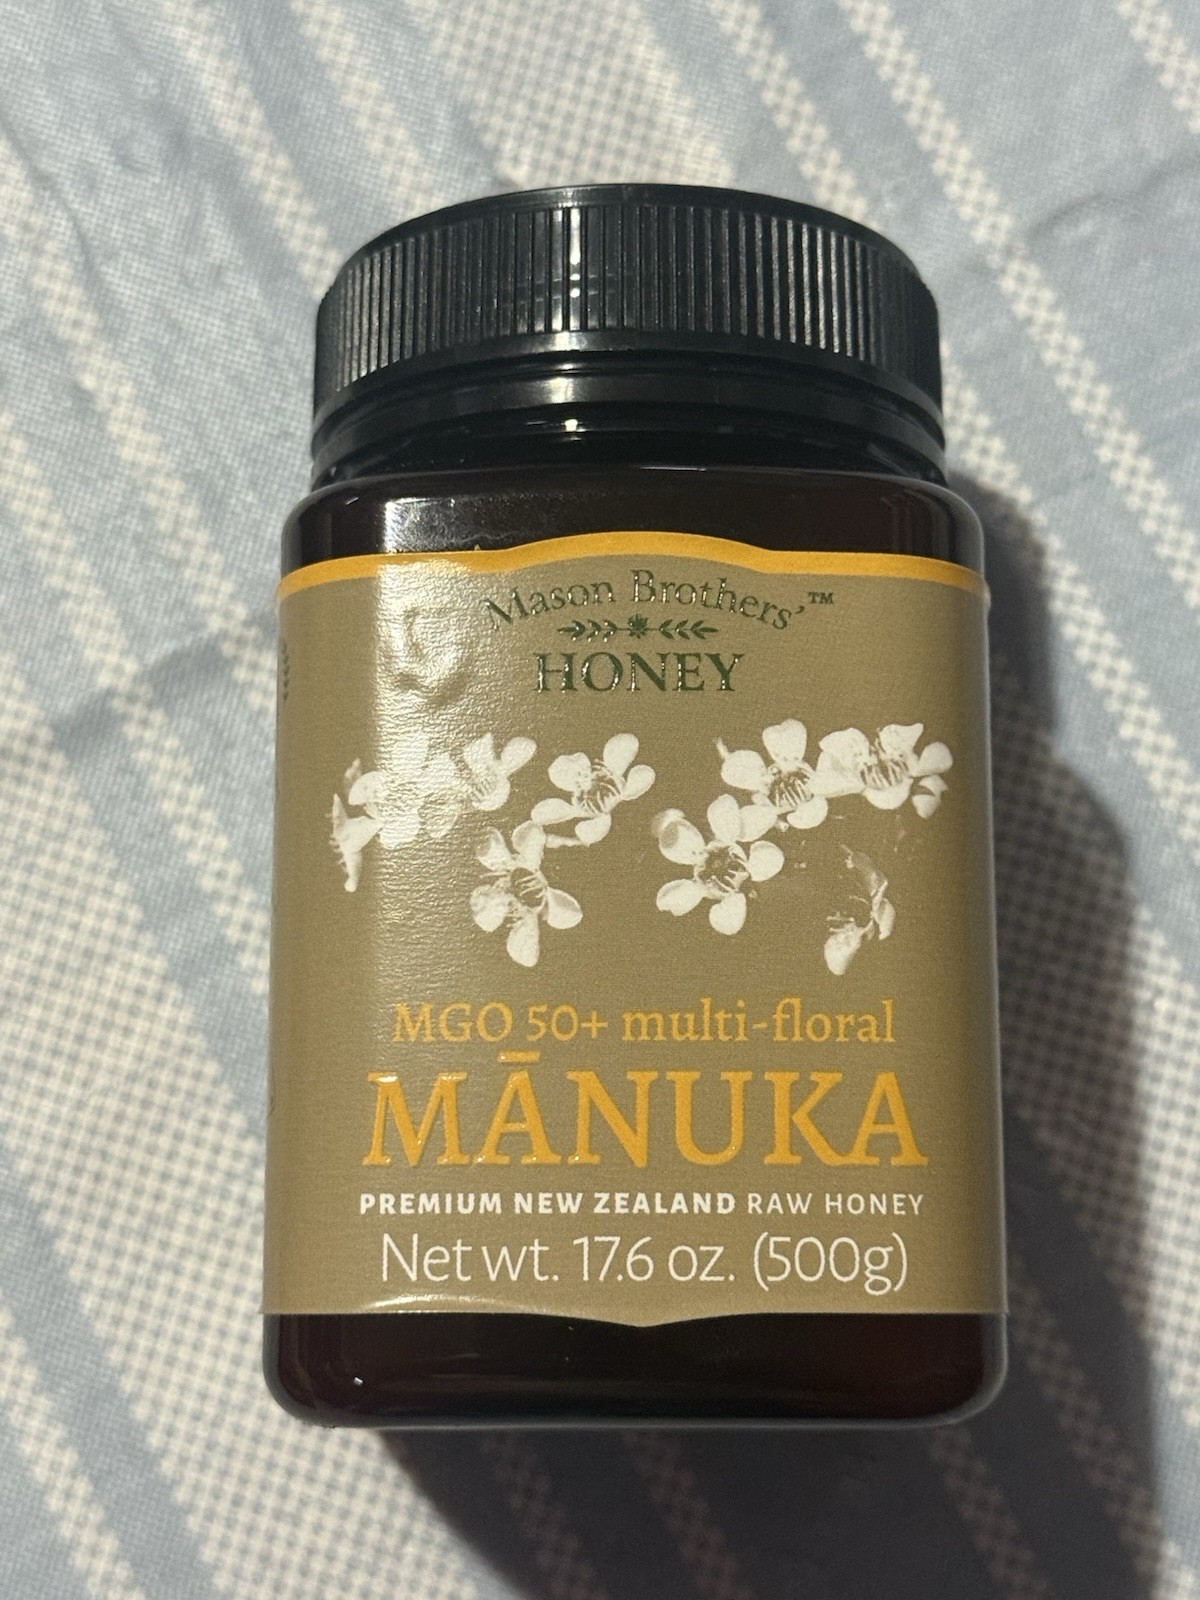 Mason Brothers’™
HONEY
MGO 50+ multi-floral
MĀNUKA
PREMIUM NEW ZEALAND RAW HONEY
Net wt. 17.6 oz. (500g)